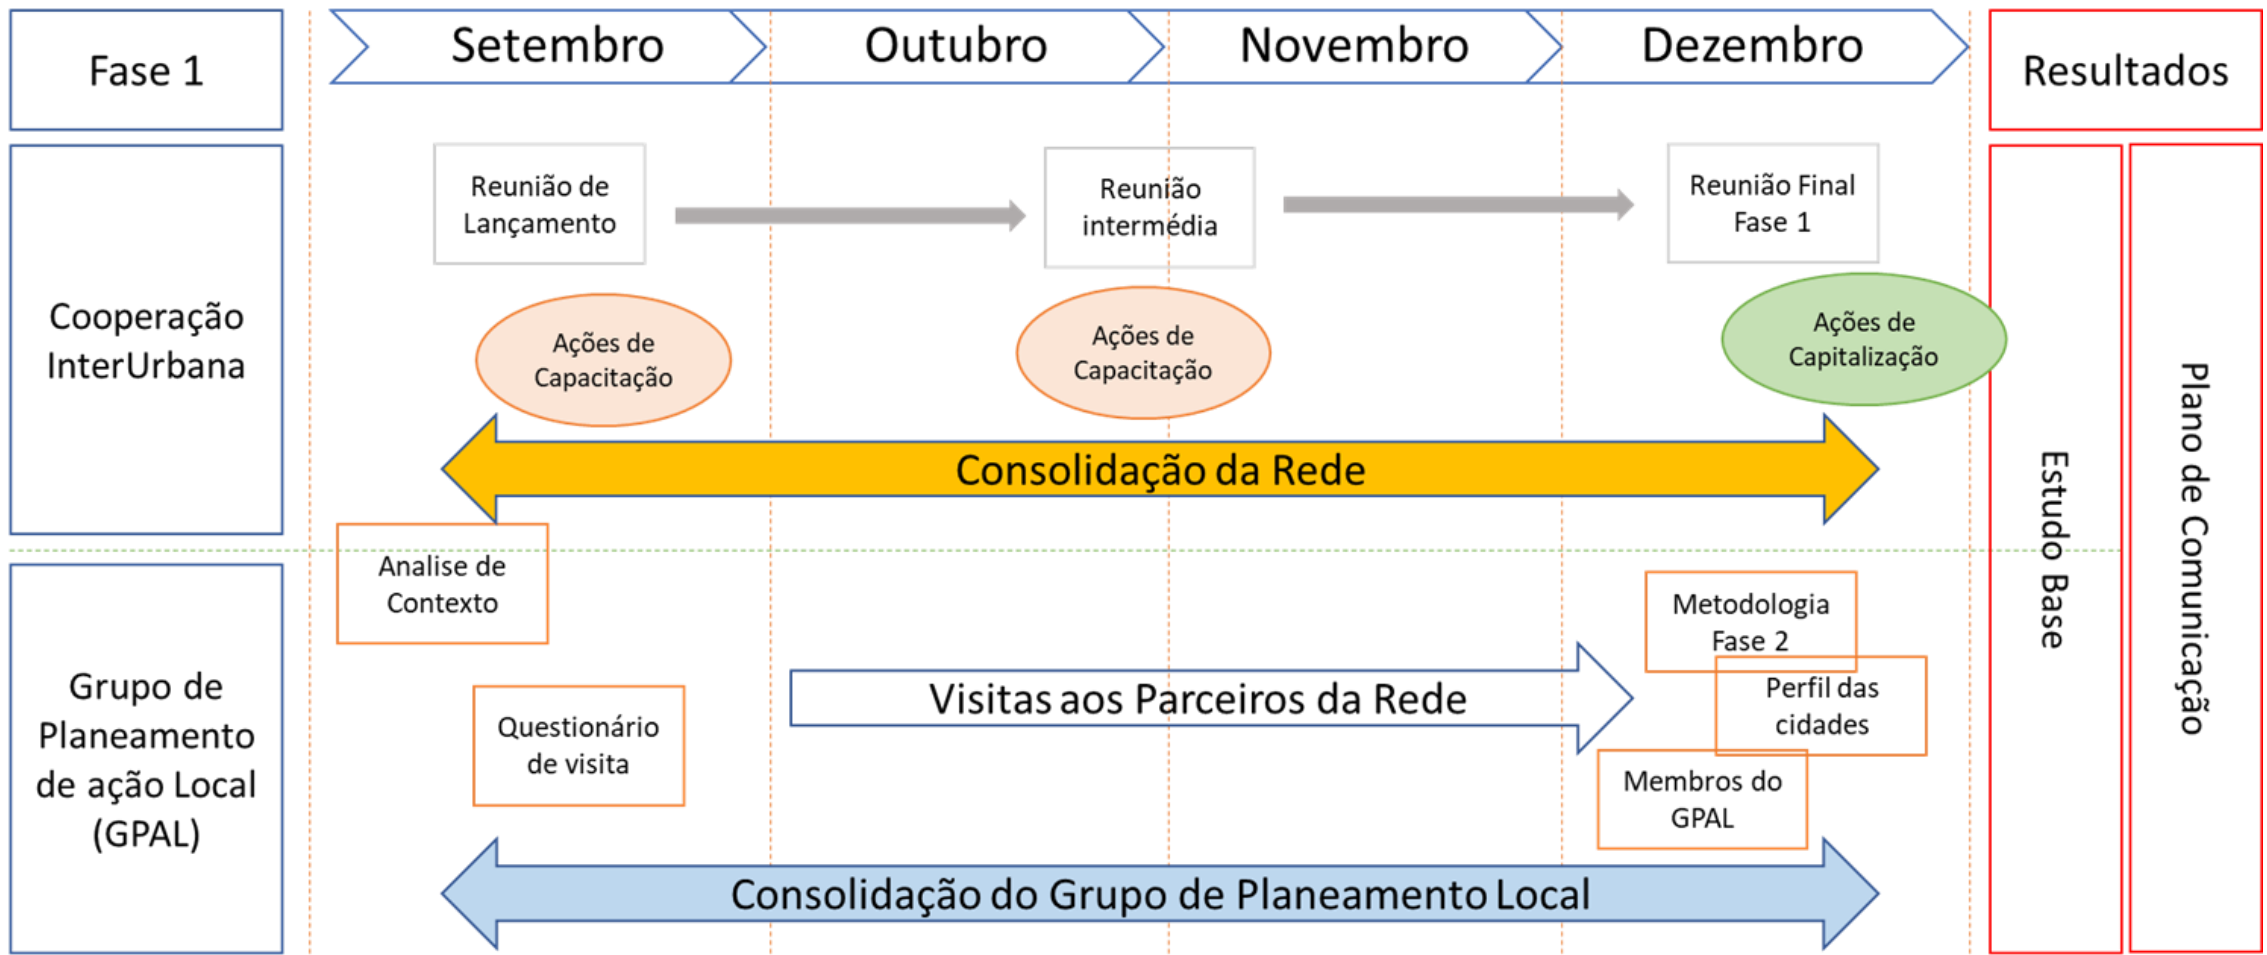 Fase 1
Setembro
Outubro
Novembro
Dezembro
Resultados
Cooperação
InterUrbana
Reunião de
Lançamento
Reunião
intermédia
Reunião Final
Fase 1
Ações de
Capacitação
Ações de
Capacitação
Ações de
Capitalização
Consolidação da Rede
Grupo de
Planeamento
de ação Local
(GPAL)
Analise de
Contexto
Questionário
de visita
Visitas aos Parceiros da Rede
Metodologia
Fase 2
Perfil das
cidades
Membros do
GPAL
Consolidação do Grupo de Planeamento Local
Estudo Base
Plano de Comunicação